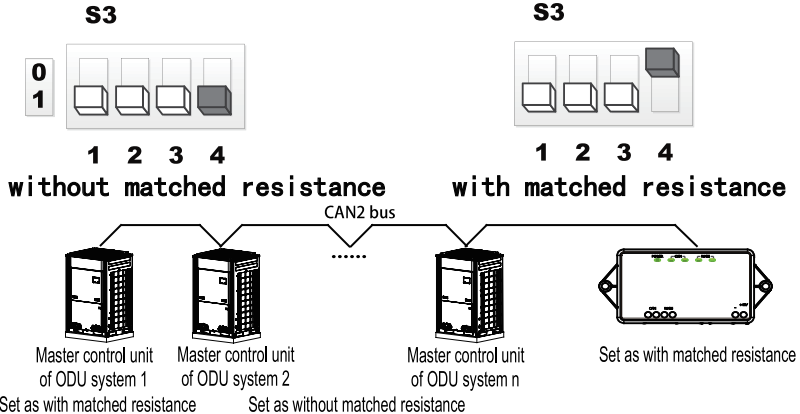 S3
S3
0
1
1 2 3 4
1 2 3 4
without matched resistance
with matched resistance
CAN2 bus
......
Master control unit
of ODU system 1
Master control unit
of ODU system 2
Master control unit
of ODU system n
Set as with matched resistance
Set as with matched resistance
Set as without matched resistance